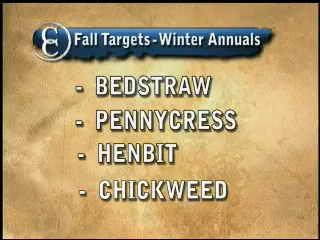 Fall Targets - Winter Annuals
- BEDSTRAW
- PENNYCRESS
- HENBIT
- CHICKWEED